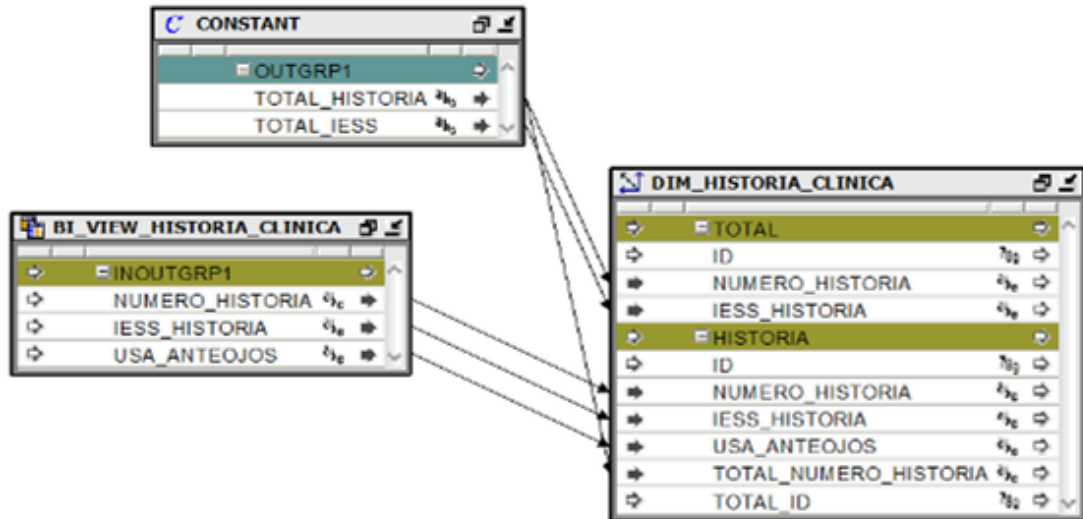 CONSTANT
OUTGRP1
TOTAL_HISTORIA
TOTAL_IESS
BI_VIEW_HISTORIA_CLINICA
INOUTGRP1
NUMERO_HISTORIA
IESS_HISTORIA
USA_ANTEOJOS
DIM_HISTORIA_CLINICA
TOTAL
ID
NUMERO_HISTORIA
IESS_HISTORIA
HISTORIA
ID
NUMERO_HISTORIA
IESS_HISTORIA
USA_ANTEOJOS
TOTAL_NUMERO_HISTORIA
TOTAL_ID